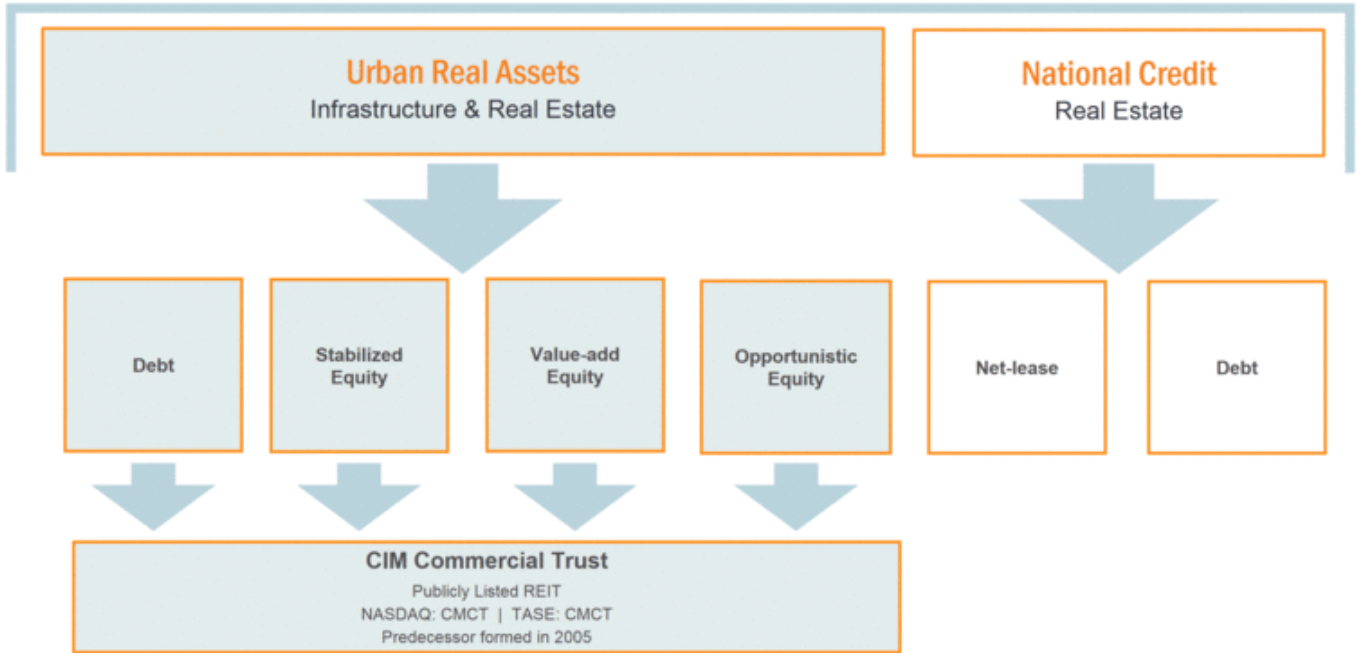 Urban Real Assets
Infrastructure & Real Estate
National Credit
Real Estate
Debt
Stabilized
Equity
Value-add
Equity
Opportunistic
Equity
Net-lease
Debt
CIM Commercial Trust
Publicly Listed REIT
NASDAQ: CMCT | TASE: CMCT
Predecessor formed in 2005